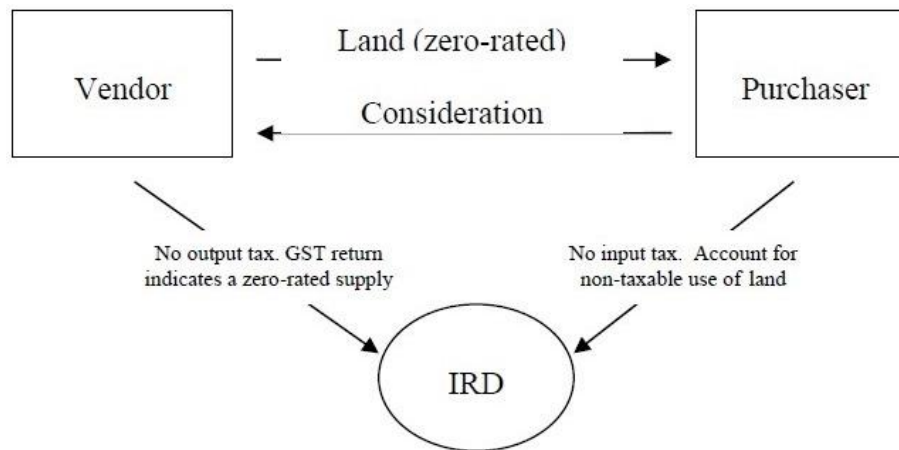 Land (zero-rated)
Vendor
Purchaser
Consideration
No output tax. GST return
indicates a zero-rated supply
No input tax. Account for
non-taxable use of land
IRD